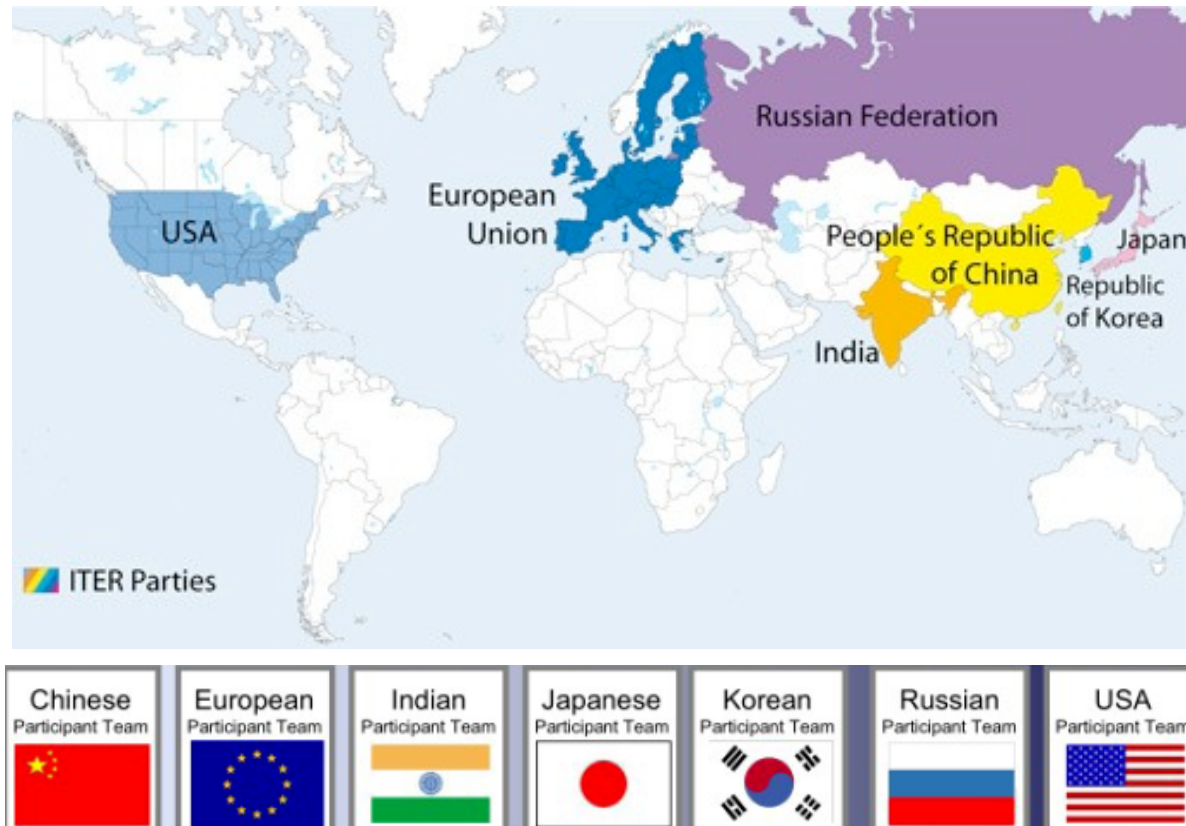 Russian Federation
European
Union
USA
People´s Republic
of China
Japan
Republic
of Korea
India
ITER Parties
Chinese
Participant Team
European
Participant Team
Indian
Participant Team
Japanese
Participant Team
Korean
Participant Team
Russian
Participant Team
USA
Participant Team